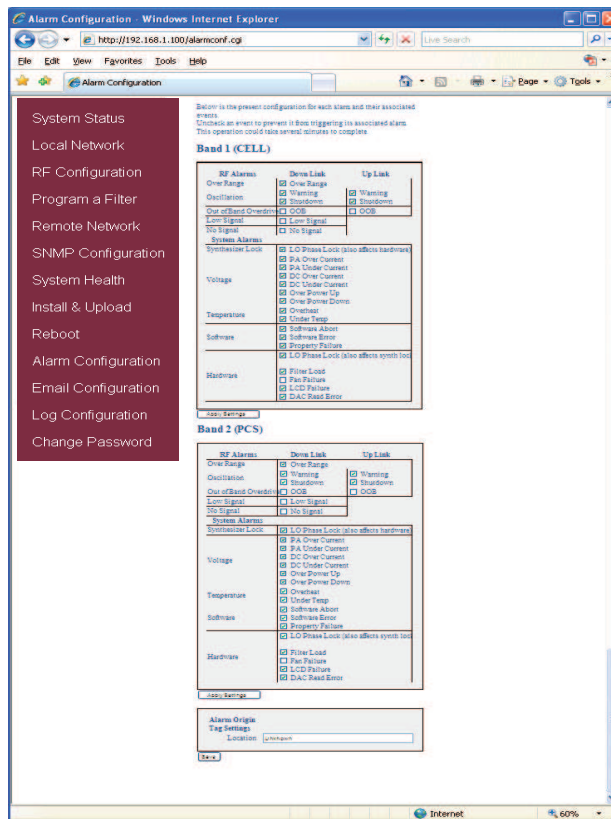 Alarm Configuration - Windows Internet Explorer
http://192.168.1.100/alarmconf.cgi
Live Search
File Edit View Favorites Tools Help
Alarm Configuration
Page
Tools
System Status
Local Network
RF Configuration
Program a Filter
Remote Network
SNMP Configuration
System Health
Install & Upload
Reboot
Alarm Configuration
Email Configuration
Log Configuration
Change Password
Below is the present configuration for each alarm and their associated
events.
Uncheck an event to prevent it from triggering its associated alarm.
This operation could take several minutes to complete.
Band 1 (CELL)
RF Alarms Down Link Up Link
Over Range Over Range
Oscillation Warning Warning
Shutdown Shutdown
Out of Band Overdrive OOB OOB
Low Signal Low Signal
No Signal No Signal
System Alarms
Synthesizer Lock LO Phase Lock (also affects hardware)
Voltage PA Over Current
PA Under Current
DC Over Current
DC Under Current
Over Power Up
Over Power Down
Temperature Overheat
Under Temp
Software Software Abort
Software Error
Property Failure
Hardware LO Phase Lock (also affects synth loc
Filter Load
Fan Failure
LCD Failure
DAC Read Error
Apply Settings
Band 2 (PCS)
RF Alarms Down Link Up Link
Over Range Over Range
Oscillation Warning Warning
Shutdown Shutdown
Out of Band Overdrive OOB OOB
Low Signal Low Signal
No Signal No Signal
System Alarms
Synthesizer Lock LO Phase Lock (also affects hardware)
Voltage PA Over Current
PA Under Current
DC Over Current
DC Under Current
Over Power Up
Over Power Down
Temperature Overheat
Under Temp
Software Software Abort
Software Error
Property Failure
Hardware LO Phase Lock (also affects synth loc
Filter Load
Fan Failure
LCD Failure
DAC Read Error
Apply Settings
Alarm Origin
Tag Settings
Location unknown
Save
Internet 60%